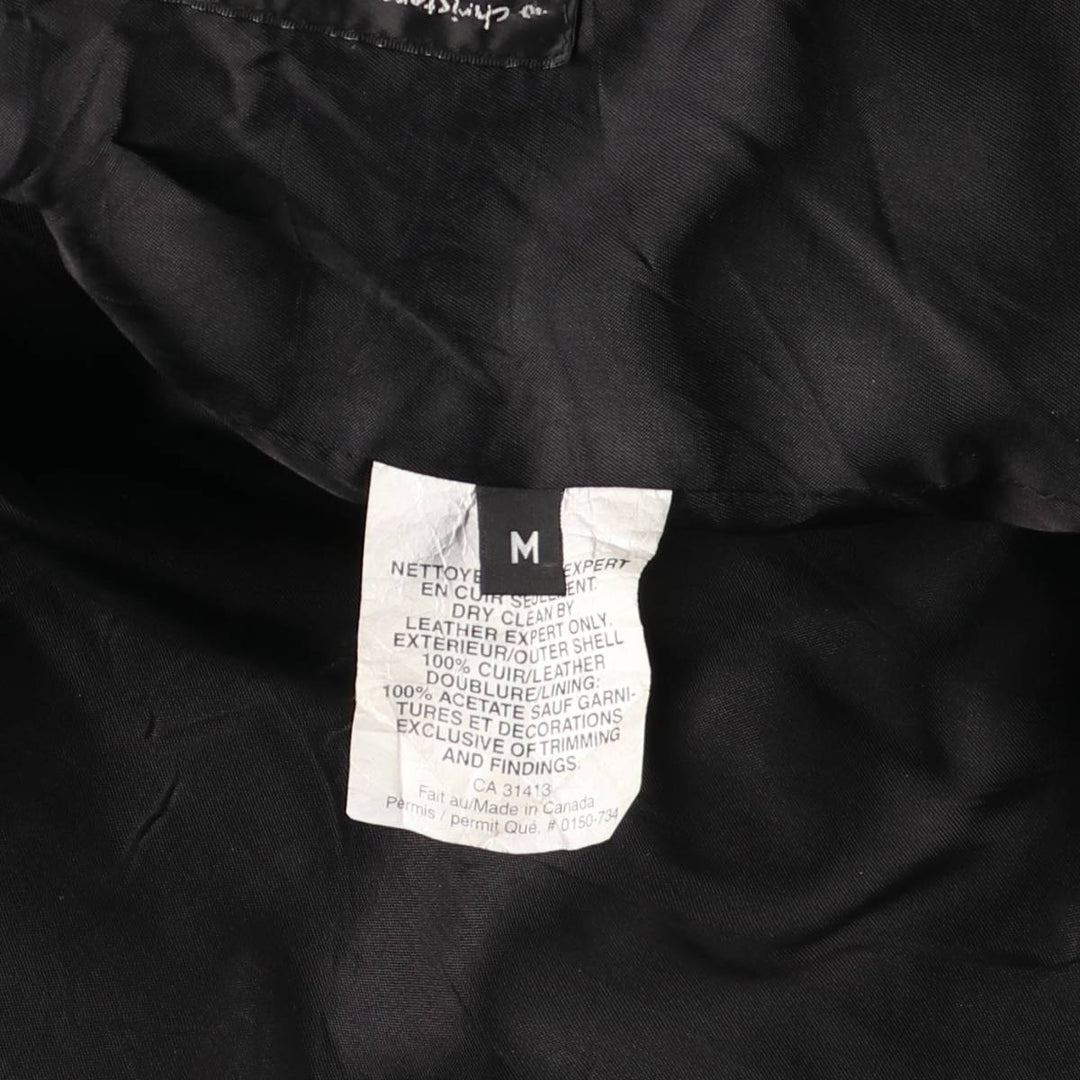 M
NETTOYE EXPERT
EN CUIR SEULEMENT.
DRY CLEAN BY
LEATHER EXPERT ONLY.
EXTERIEUR/OUTER SHELL
100% CUIR/LEATHER
DOUBLURE/LINING:
100% ACETATE SAUF GARNI-
TURES ET DECORATIONS
EXCLUSIVE OF TRIMMING
AND FINDINGS.
CA 31413
Fait au/Made in Canada
Permis / permit Qué. # 0150-734